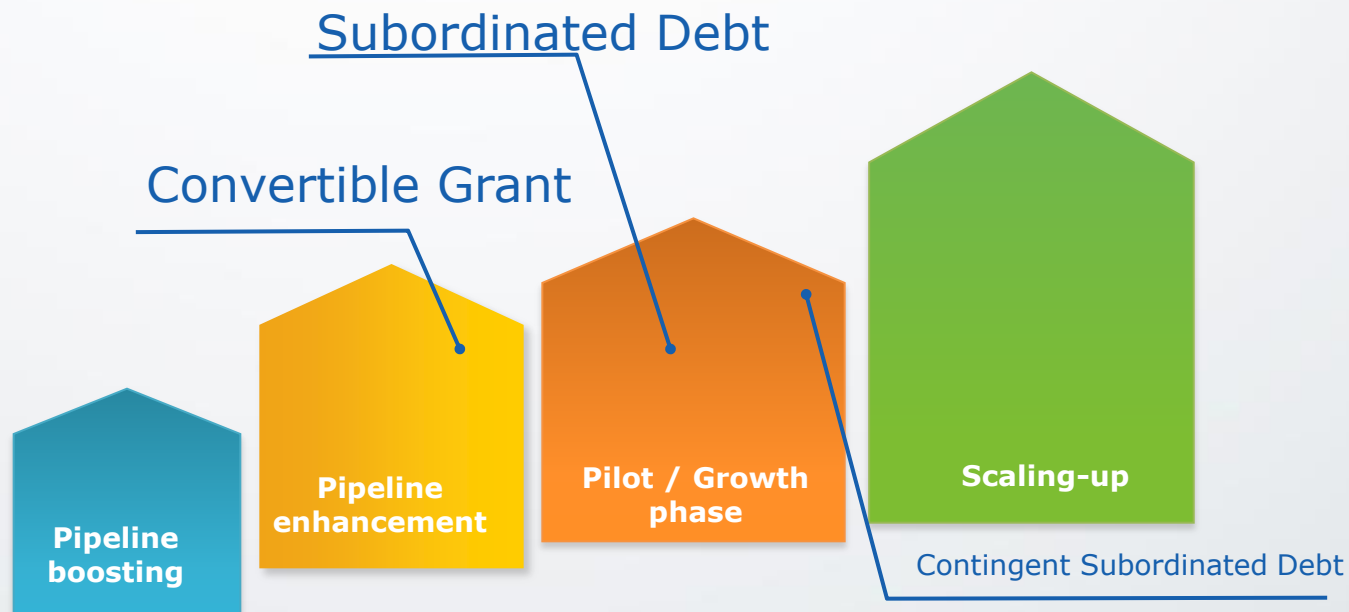 Subordinated Debt
Convertible Grant
Pipeline
boosting
Pipeline
enhancement
Pilot / Growth
phase
Scaling-up
Contingent Subordinated Debt